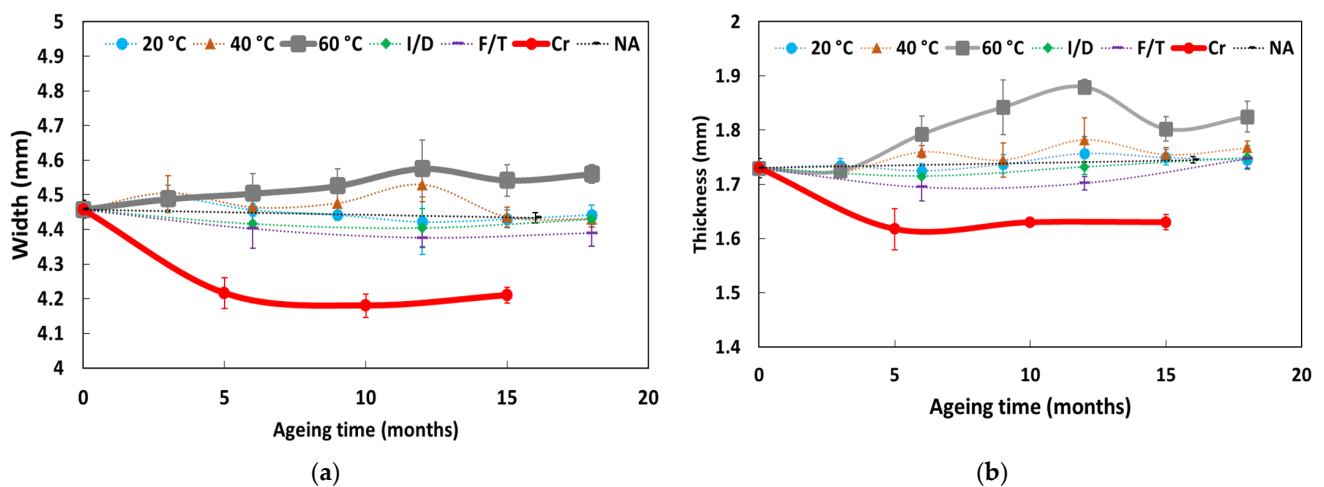 5
20 °C 40 °C 60 °C I/D F/T Cr NA
4.9
4.8
4.7
4.6
4.5
4.4
4.3
4.2
4.1
4
Width (mm)
0 5 10 15 20
Ageing time (months)
(a)
2
20 °C 40 °C 60 °C I/D F/T Cr NA
1.9
1.8
1.7
1.6
1.5
1.4
Thickness (mm)
0 5 10 15 20
Ageing time (months)
(b)